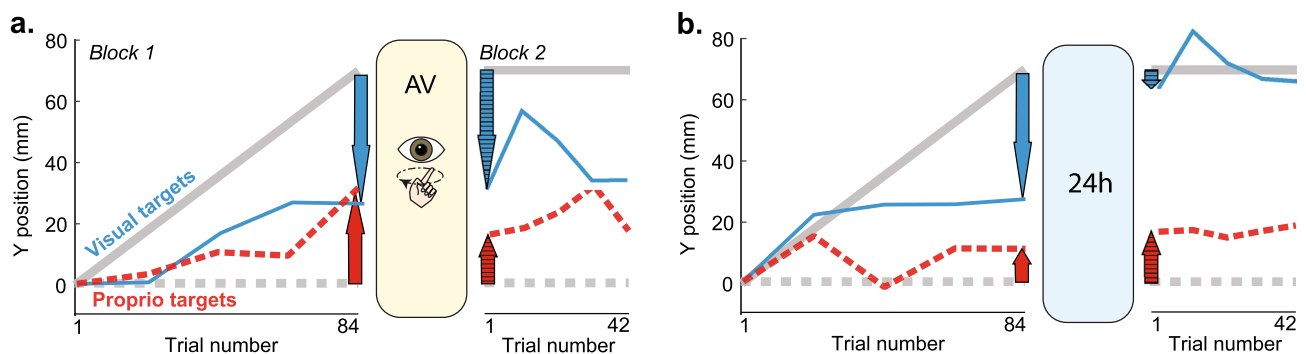 a.
Block 1
Y position (mm)
80
60
40
20
0
Visual targets
Proprio targets
1
84
Trial number
AV
Block 2
1
42
Trial number
b.
Y position (mm)
80
60
40
20
0
1
84
Trial number
24h
1
42
Trial number